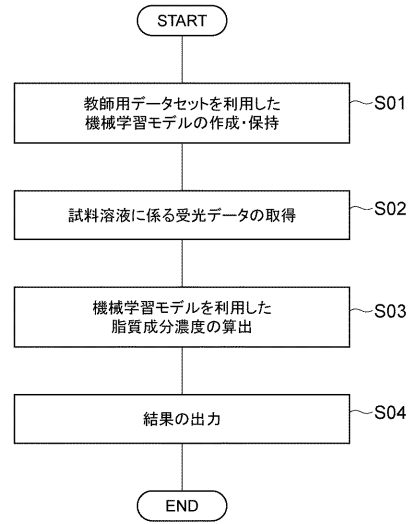 START
教師用データセットを利用した
機械学習モデルの作成・保持
S01
試料溶液に係る受光データの取得
S02
機械学習モデルを利用した
脂質成分濃度の算出
S03
結果の出力
S04
END